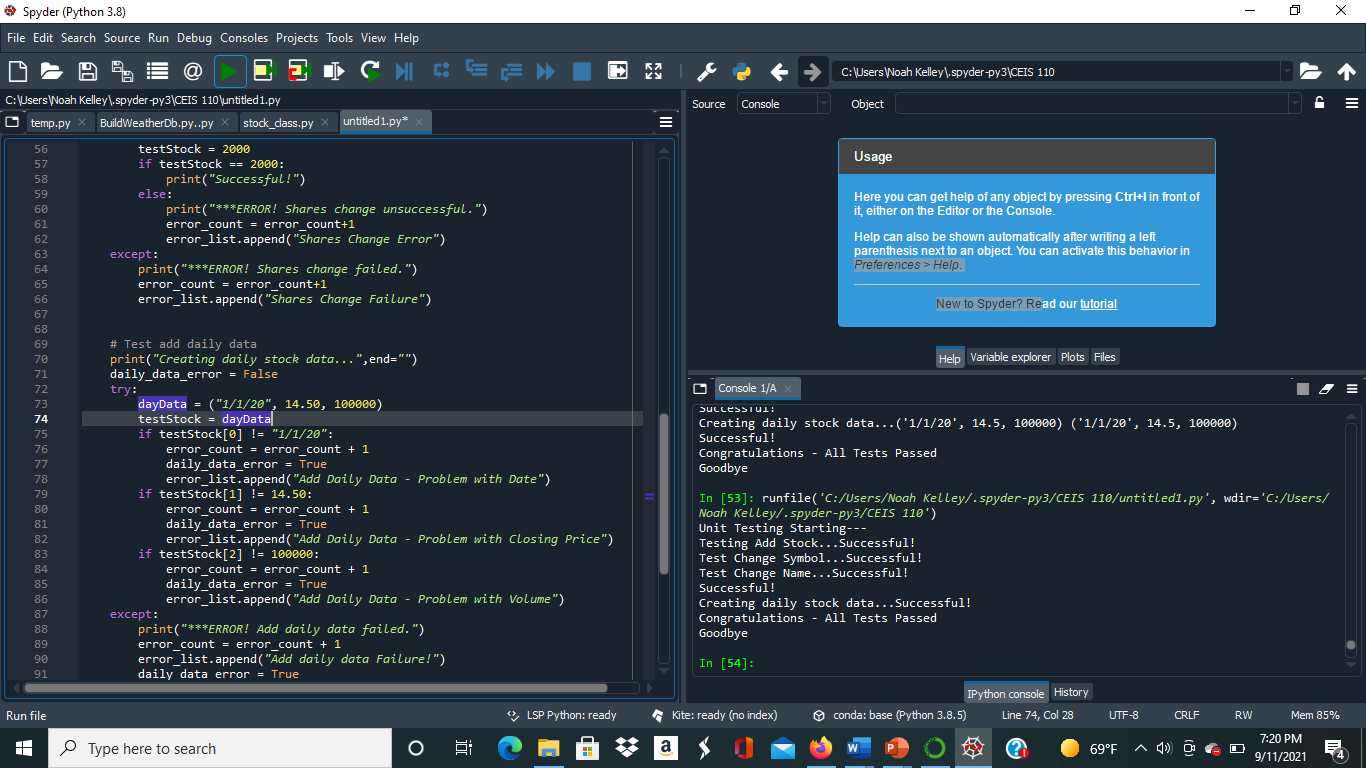 Spyder (Python 3.8)
File Edit Search Source Run Debug Consoles Projects Tools View Help
C:\Users\Noah Kelley\.spyder-py3\CEIS 110
C:\Users\Noah Kelley\.spyder-py3\CEIS 110\untitled1.py
temp.py BuildWeatherDb.py..py stock_class.py untitled1.py*
56 testStock = 2000
57 if testStock == 2000:
58 print("Successful!")
59 else:
60 print("***ERROR! Shares change unsuccessful.")
61 error_count = error_count+1
62 error_list.append("Shares Change Error")
63 except:
64 print("***ERROR! Shares change failed.")
65 error_count = error_count+1
66 error_list.append("Shares Change Failure")
67
68
69 # Test add daily data
70 print("Creating daily stock data...",end="")
71 daily_data_error = False
72 try:
73 dayData = ("1/1/20", 14.50, 100000)
74 testStock = dayData
75 if testStock[0] != "1/1/20":
76 error_count = error_count + 1
77 daily_data_error = True
78 error_list.append("Add Daily Data - Problem with Date")
79 if testStock[1] != 14.50:
80 error_count = error_count + 1
81 daily_data_error = True
82 error_list.append("Add Daily Data - Problem with Closing Price")
83 if testStock[2] != 100000:
84 error_count = error_count + 1
85 daily_data_error = True
86 error_list.append("Add Daily Data - Problem with Volume")
87 except:
88 print("***ERROR! Add daily data failed.")
89 error_count = error_count + 1
90 error_list.append("Add daily data Failure!")
91 daily_data_error = True
Source Console Object
Usage
Here you can get help of any object by pressing Ctrl+I in front of
it, either on the Editor or the Console.
Help can also be shown automatically after writing a left
parenthesis next to an object. You can activate this behavior in
Preferences > Help.
New to Spyder? Read our tutorial
Help Variable explorer Plots Files
Console 1/A
Successful!
Creating daily stock data...('1/1/20', 14.5, 100000) ('1/1/20', 14.5, 100000)
Successful!
Congratulations - All Tests Passed
Goodbye
In [53]: runfile('C:/Users/Noah Kelley/.spyder-py3/CEIS 110/untitled1.py', wdir='C:/Users/
Noah Kelley/.spyder-py3/CEIS 110')
Unit Testing Starting---
Testing Add Stock...Successful!
Test Change Symbol...Successful!
Test Change Name...Successful!
Successful!
Creating daily stock data...Successful!
Congratulations - All Tests Passed
Goodbye
In [54]:
IPython console History
Run file LSP Python: ready Kite: ready (no index) conda: base (Python 3.8.5) Line 74, Col 28 UTF-8 CRLF RW Mem 85%
Type here to search 69°F 7:20 PM
9/11/2021
4